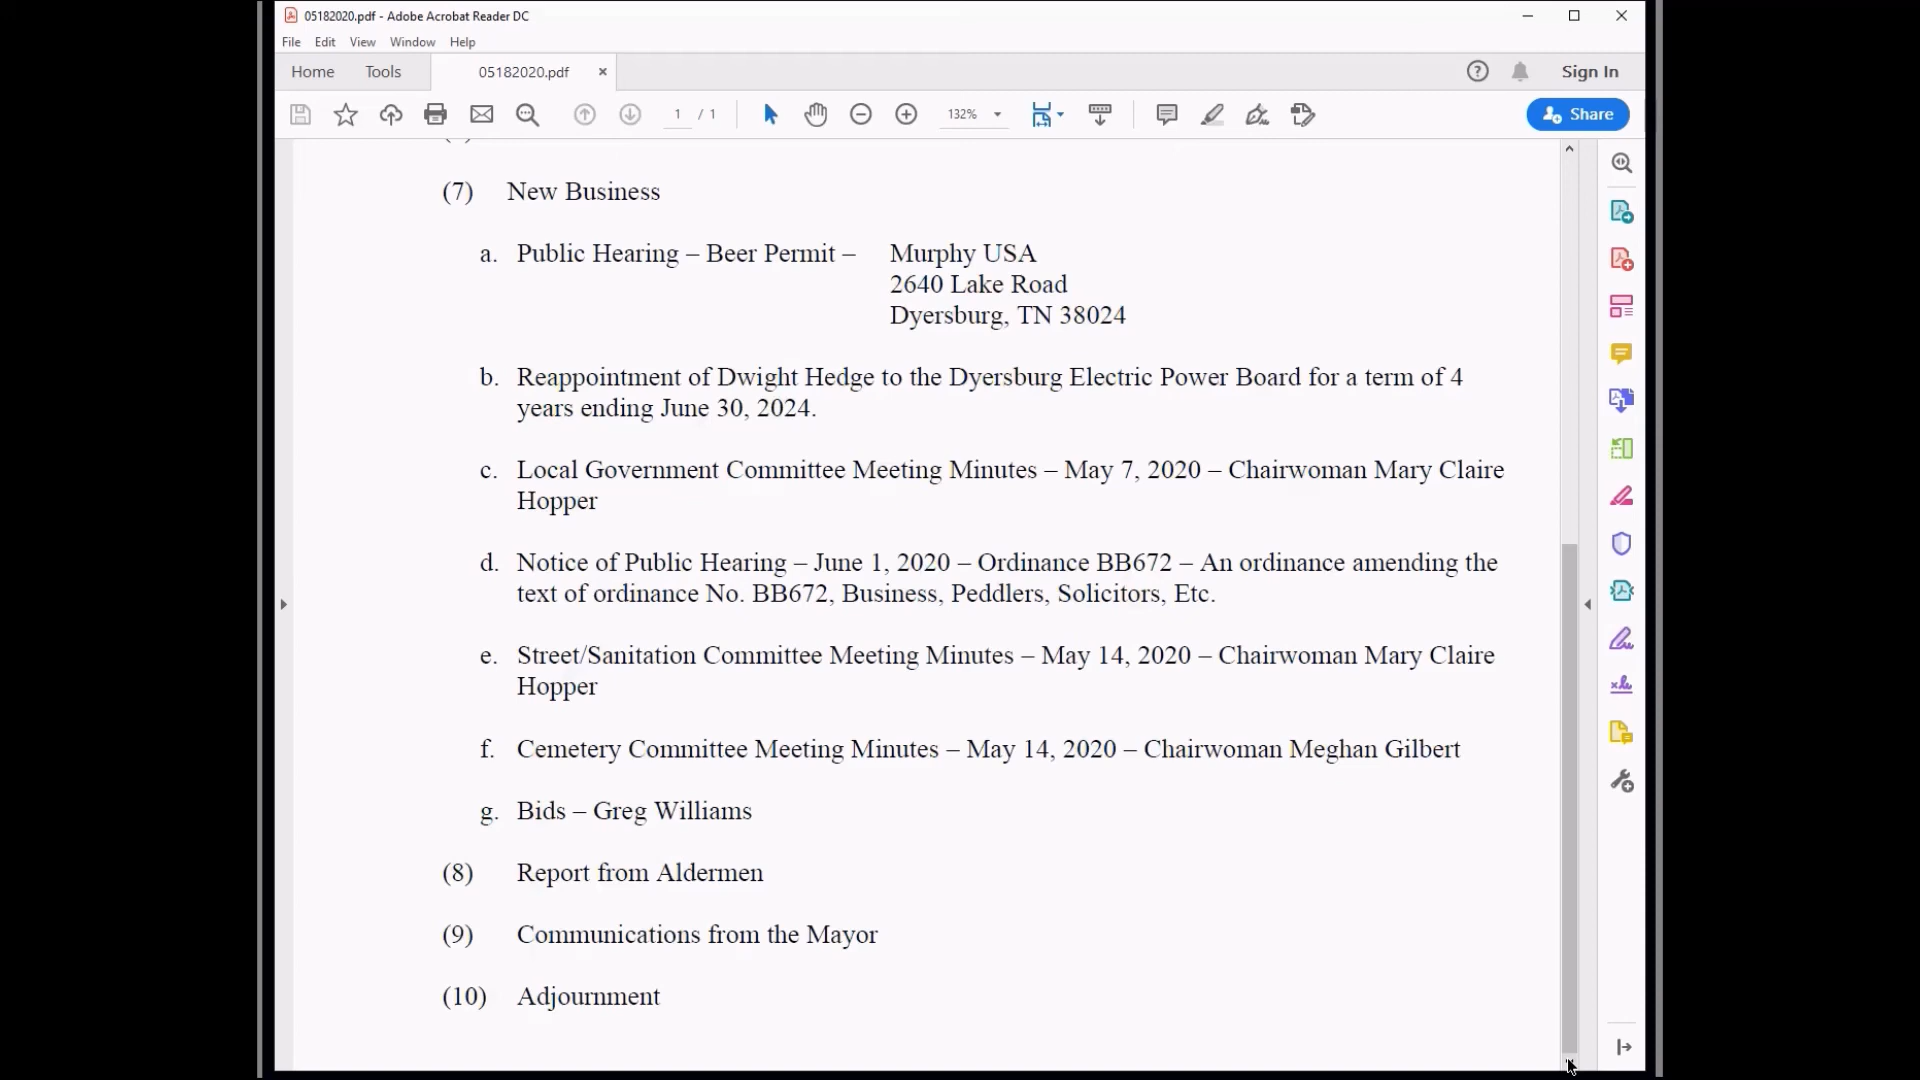 05182020.pdf - Adobe Acrobat Reader DC
File Edit View Window Help
Home Tools 05182020.pdf × Sign In
1 / 1 132% Share
(7) New Business
a. Public Hearing – Beer Permit – Murphy USA
2640 Lake Road
Dyersburg, TN 38024
b. Reappointment of Dwight Hedge to the Dyersburg Electric Power Board for a term of 4
years ending June 30, 2024.
c. Local Government Committee Meeting Minutes – May 7, 2020 – Chairwoman Mary Claire
Hopper
d. Notice of Public Hearing – June 1, 2020 – Ordinance BB672 – An ordinance amending the
text of ordinance No. BB672, Business, Peddlers, Solicitors, Etc.
e. Street/Sanitation Committee Meeting Minutes – May 14, 2020 – Chairwoman Mary Claire
Hopper
f. Cemetery Committee Meeting Minutes – May 14, 2020 – Chairwoman Meghan Gilbert
g. Bids – Greg Williams
(8) Report from Aldermen
(9) Communications from the Mayor
(10) Adjournment